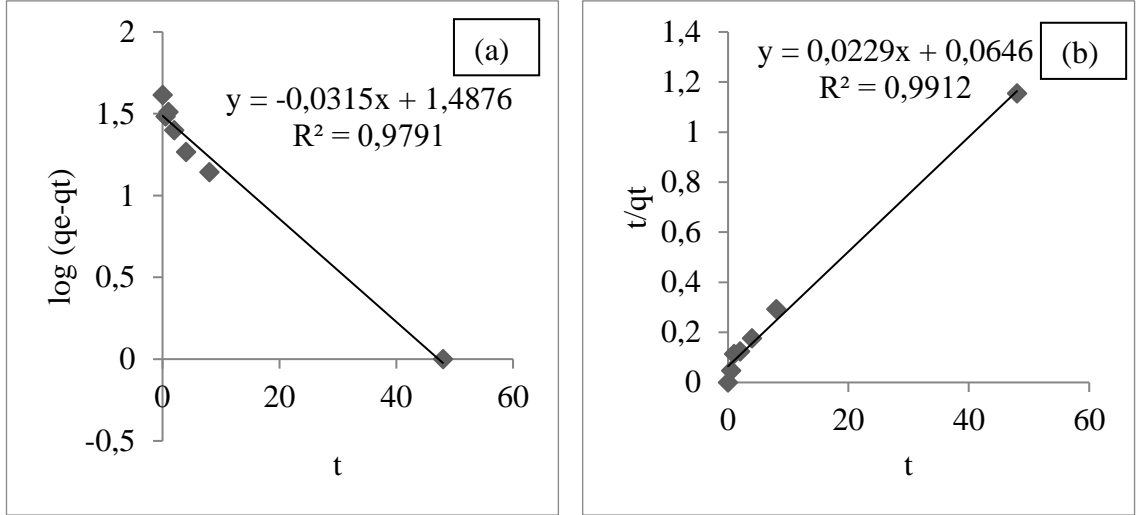 (a)
y = -0,0315x + 1,4876
R² = 0,9791
2
1,5
1
0,5
0
-0,5
0
20
40
60
log (qe-qt)
t
(b)
y = 0,0229x + 0,0646
R² = 0,9912
1,4
1,2
1
0,8
0,6
0,4
0,2
0
0
20
40
60
t/qt
t